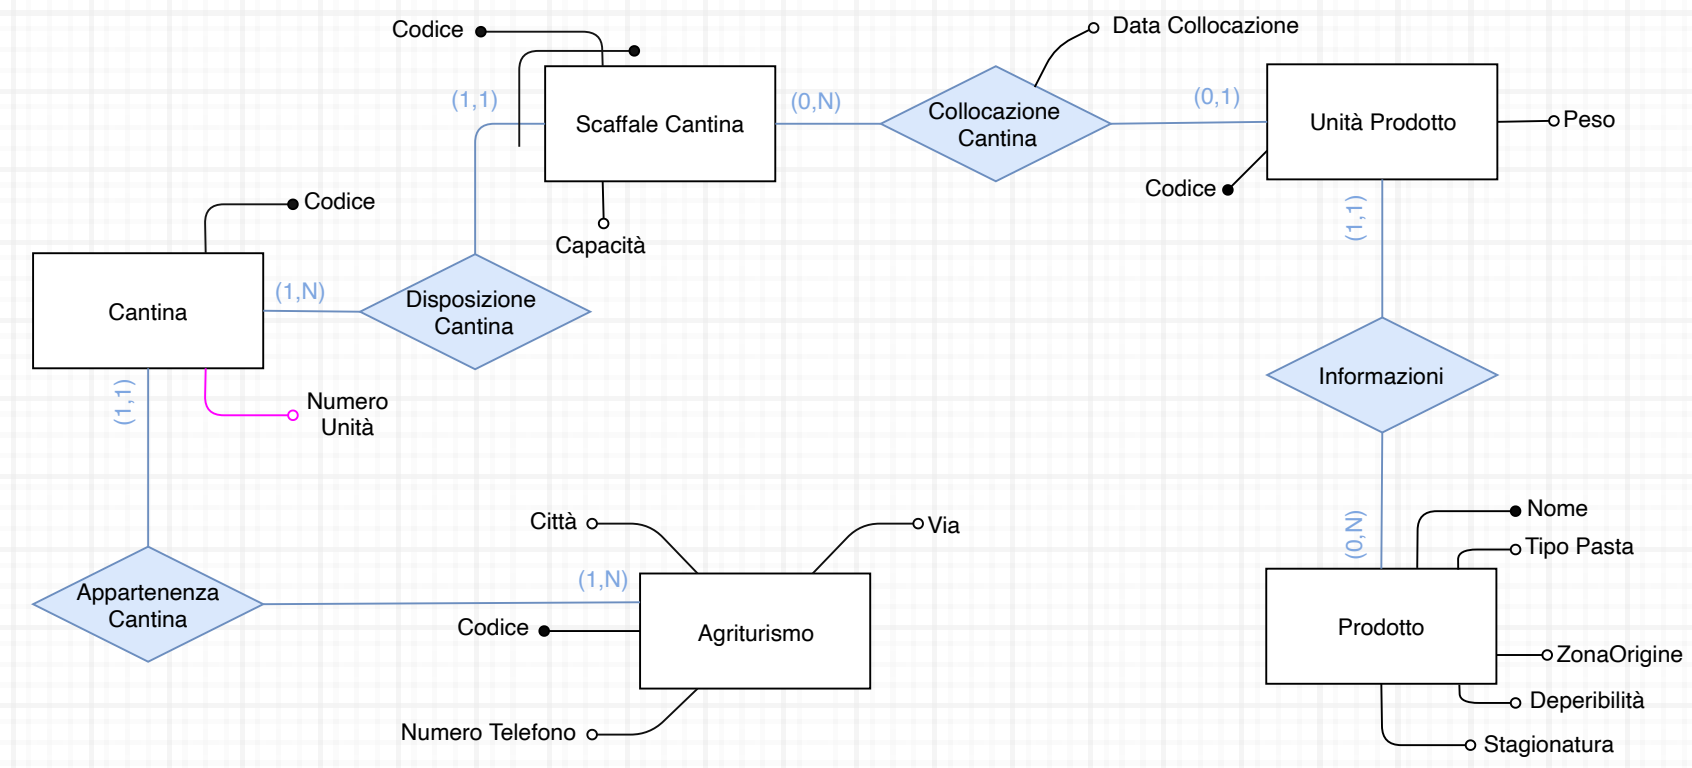 Codice
Data Collocazione
(1,1)
Scaffale Cantina
(0,N)
Collocazione
Cantina
(0,1)
Unità Prodotto
Peso
Codice
Codice
(1,1)
Capacità
Cantina
(1,N)
Disposizione
Cantina
Informazioni
(1,1)
Numero
Unità
Città
Via
(0,N)
Nome
Tipo Pasta
Appartenenza
Cantina
(1,N)
Codice
Agriturismo
Prodotto
ZonaOrigine
Deperibilità
Numero Telefono
Stagionatura